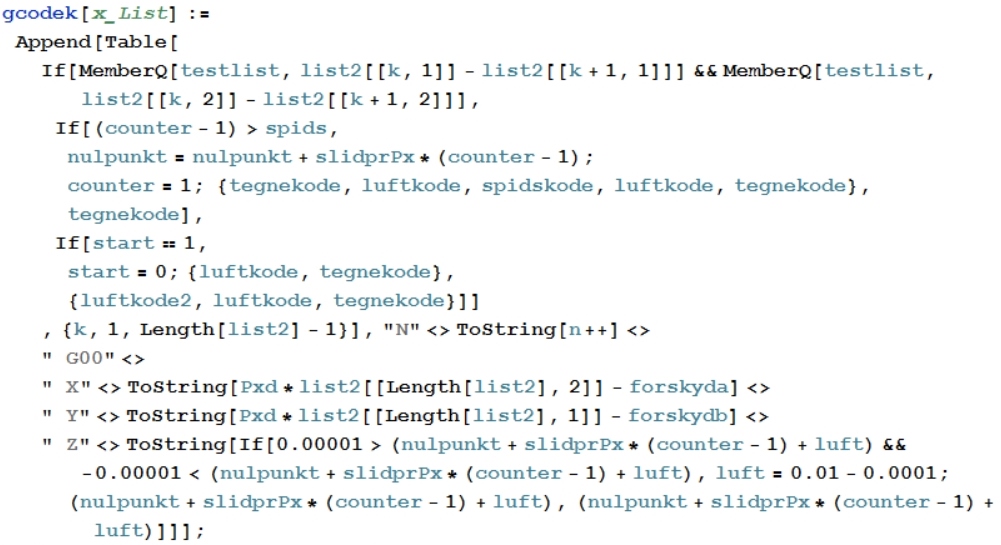 gcodek[x_List] :=
Append[Table[
If[MemberQ[testlist, list2[[k, 1]] - list2[[k + 1, 1]]] && MemberQ[testlist,
list2[[k, 2]] - list2[[k + 1, 2]]],
If[(counter - 1) > spids,
nulpunkt = nulpunkt + slidprPx * (counter - 1);
counter = 1; {tegnekode, luftkode, spidskode, luftkode, tegnekode},
tegnekode],
If[start == 1,
start = 0; {luftkode, tegnekode},
{luftkode2, luftkode, tegnekode}]]
, {k, 1, Length[list2] - 1}], "N" <> ToString[n++] <>
" G00" <>
" X" <> ToString[Pxd * list2[[Length[list2], 2]] - forskyda] <>
" Y" <> ToString[Pxd * list2[[Length[list2], 1]] - forskydb] <>
" Z" <> ToString[If[0.00001 > (nulpunkt + slidprPx * (counter - 1) + luft) &&
-0.00001 < (nulpunkt + slidprPx * (counter - 1) + luft), luft = 0.01 - 0.0001;
(nulpunkt + slidprPx * (counter - 1) + luft), (nulpunkt + slidprPx * (counter - 1) +
luft)]]];